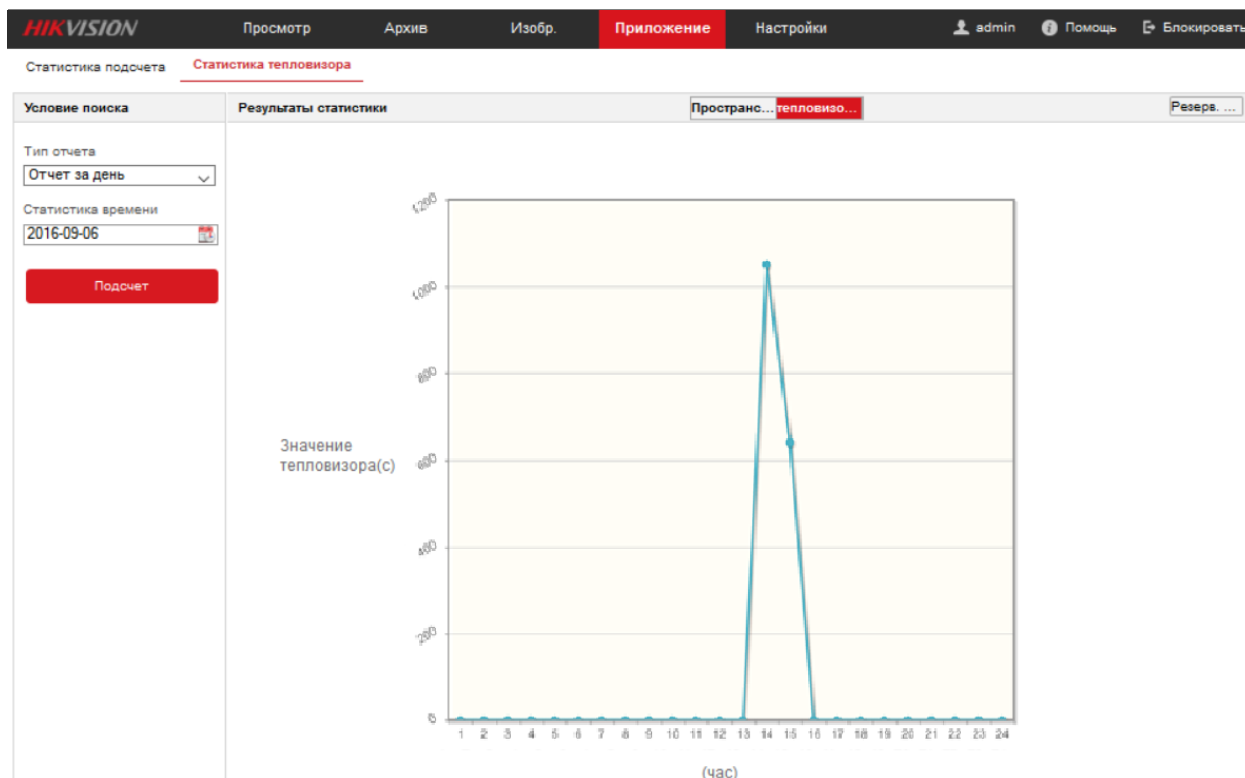 HIKVISION Просмотр Архив Изобр. Приложение Настройки admin Помощь Блокировать
Статистика подсчета Статистика тепловизора
Условие поиска Результаты статистики Пространс... тепловизо... Резерв. ...
Тип отчета
Отчет за день
Статистика времени
2016-09-06
Подсчет
1200
1000
800
Значение
тепловизора(с)
600
400
200
0
1 2 3 4 5 6 7 8 9 10 11 12 13 14 15 16 17 18 19 20 21 22 23 24
(час)